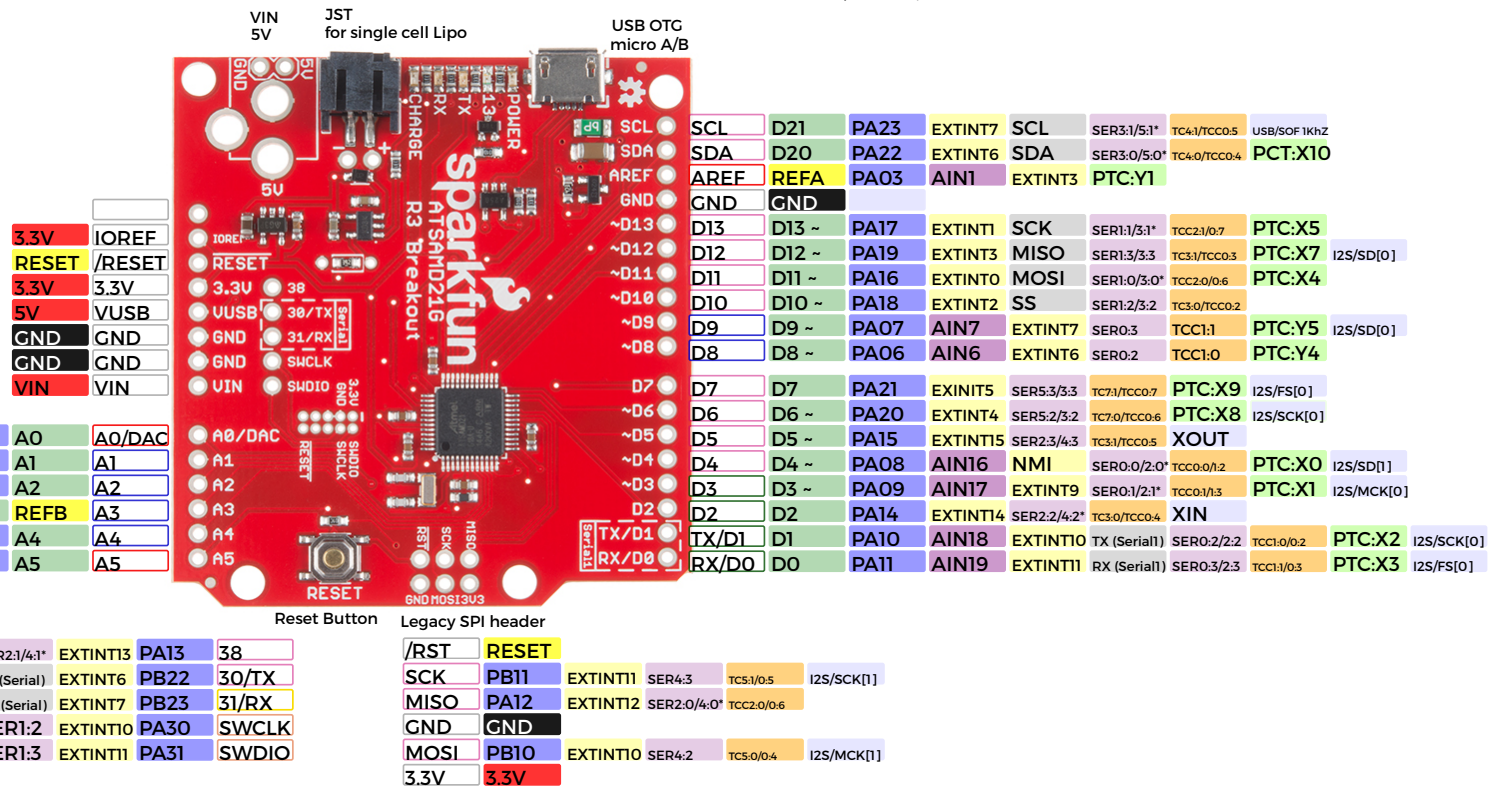 VIN
5V
JST
for single cell Lipo
USB OTG
micro A/B
GND
5V
CHARGE
RX
TX
13
POWER
5V
sparkfun
ATSAMD21G
R3 Breakout
SCL SCL D21 PA23 EXTINT7 SCL SER3:1/5:1* TC4:1/TCC0:5 USB/SOF 1KhZ
SDA SDA D20 PA22 EXTINT6 SDA SER3:0/5:0* TC4:0/TCC0:4 PCT:X10
AREF AREF REFA PA03 AIN1 EXTINT3 PTC:Y1
GND GND GND
~D13 D13 D13 ~ PA17 EXTINT1 SCK SER1:1/3:1* TCC2:1/0:7 PTC:X5
~D12 D12 D12 ~ PA19 EXTINT3 MISO SER1:3/3:3 TC3:1/TCC0:3 PTC:X7 I2S/SD[0]
~D11 D11 D11 ~ PA16 EXTINT0 MOSI SER1:0/3:0* TCC2:0/0:6 PTC:X4
~D10 D10 D10 ~ PA18 EXTINT2 SS SER1:2/3:2 TC3:0/TCC0:2
~D9 D9 D9 ~ PA07 AIN7 EXTINT7 SER0:3 TCC1:1 PTC:Y5 I2S/SD[0]
~D8 D8 D8 ~ PA06 AIN6 EXTINT6 SER0:2 TCC1:0 PTC:Y4
D7 D7 D7 PA21 EXINIT5 SER5:3/3:3 TC7:1/TCC0:7 PTC:X9 I2S/FS[0]
~D6 D6 D6 ~ PA20 EXTINT4 SER5:2/3:2 TC7:0/TCC0:6 PTC:X8 I2S/SCK[0]
~D5 D5 D5 ~ PA15 EXTINT15 SER2:3/4:3 TC3:1/TCC0:5 XOUT
~D4 D4 D4 ~ PA08 AIN16 NMI SER0:0/2:0* TCC0:0/1:2 PTC:X0 I2S/SD[1]
~D3 D3 D3 ~ PA09 AIN17 EXTINT9 SER0:1/2:1* TCC0:1/1:3 PTC:X1 I2S/MCK[0]
D2 D2 D2 PA14 EXTINT14 SER2:2/4:2* TC3:0/TCC0:4 XIN
TX/D1 TX/D1 D1 PA10 AIN18 EXTINT10 TX (Serial1) SER0:2/2:2 TCC1:0/0:2 PTC:X2 I2S/SCK[0]
RX/D0 RX/D0 D0 PA11 AIN19 EXTINT11 RX (Serial1) SER0:3/2:3 TCC1:1/0:3 PTC:X3 I2S/FS[0]
Serial1
3.3V IOREF IOREF
RESET /RESET RESET
3.3V 3.3V 3.3V 38
5V VUSB VUSB 30/TX
GND GND GND 31/RX
Serial
GND GND GND SWCLK
VIN VIN VIN SWDIO
3.3V
GND
RESET
SWCLK
SWDIO
A0 A0/DAC A0/DAC
A1 A1 A1
A2 A2 A2
REFB A3 A3
A4 A4 A4
A5 A5 A5
Atmel
RST
SCK
MISO
RESET
GND MOSI 3V3
Reset Button
Legacy SPI header
R2:1/4:1* EXTINT13 PA13 38
(Serial) EXTINT6 PB22 30/TX
(Serial) EXTINT7 PB23 31/RX
ER1:2 EXTINT10 PA30 SWCLK
ER1:3 EXTINT11 PA31 SWDIO
/RST RESET
SCK PB11 EXTINT11 SER4:3 TC5:1/0:5 I2S/SCK[1]
MISO PA12 EXTINT12 SER2:0/4:0* TCC2:0/0:6
GND GND
MOSI PB10 EXTINT10 SER4:2 TC5:0/0:4 I2S/MCK[1]
3.3V 3.3V